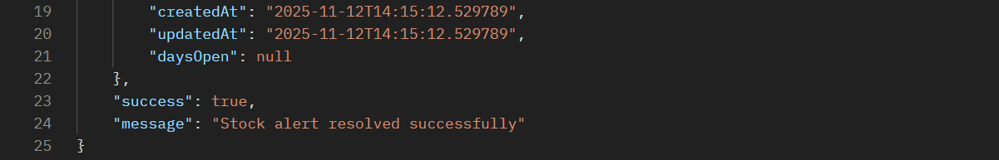 19 "createdAt": "2025-11-12T14:15:12.529789",
20 "updatedAt": "2025-11-12T14:15:12.529789",
21 "daysOpen": null
22 },
23 "success": true,
24 "message": "Stock alert resolved successfully"
25 }